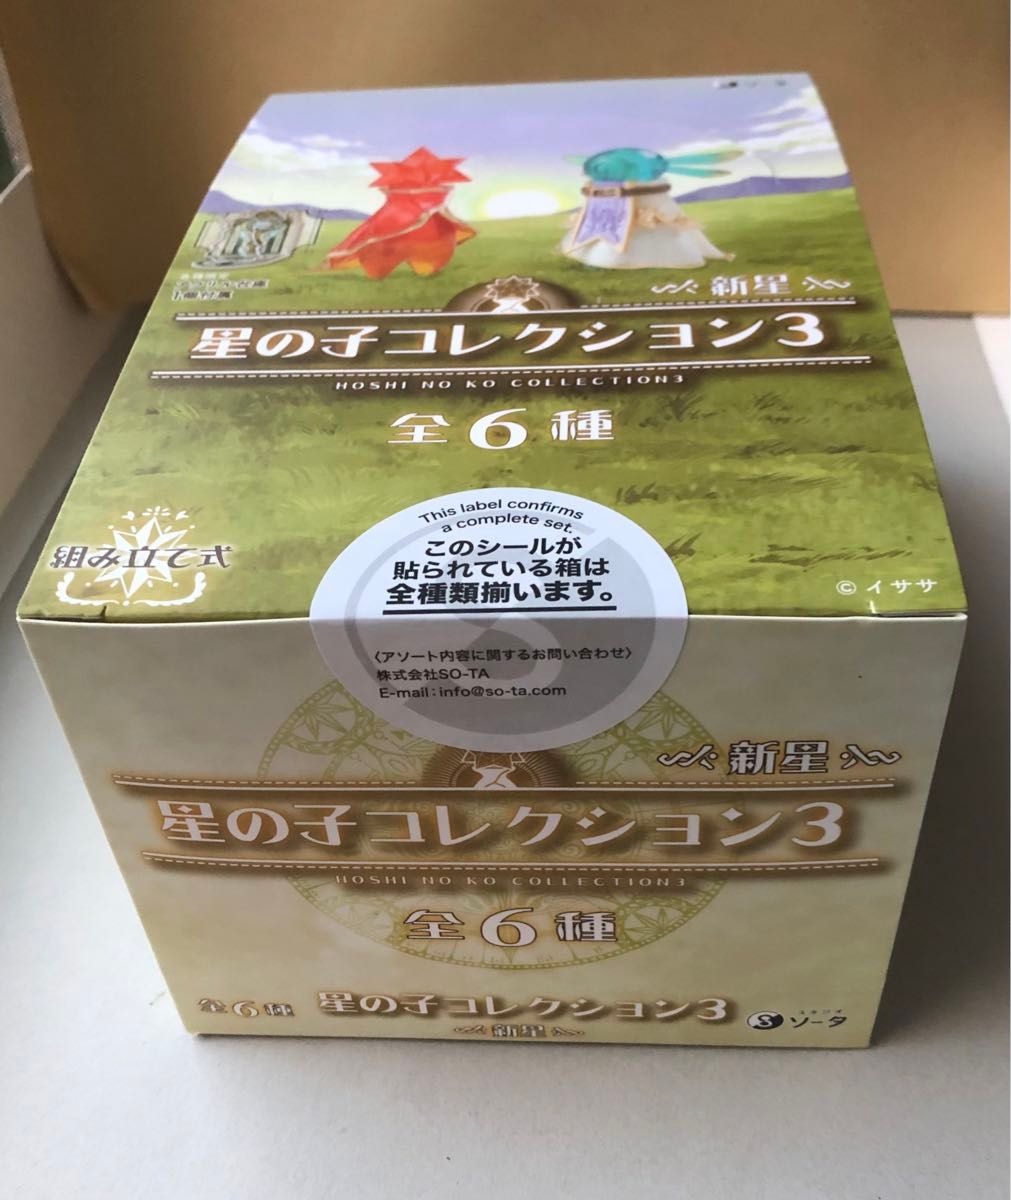 新星
星の子コレクション3
HOSHI NO KO COLLECTION3
全6種
組み立て式
This label confirms
a complete set.
このシールが
貼られている箱は
全種類揃います。
© イササ
〈アソート内容に関するお問い合わせ〉
株式会社SO-TA
E-mail：info@so-ta.com
新星
星の子コレクション3
HOSHI NO KO COLLECTION3
全6種
全6種 星の子コレクション3
新星
スタジオ
ソータ